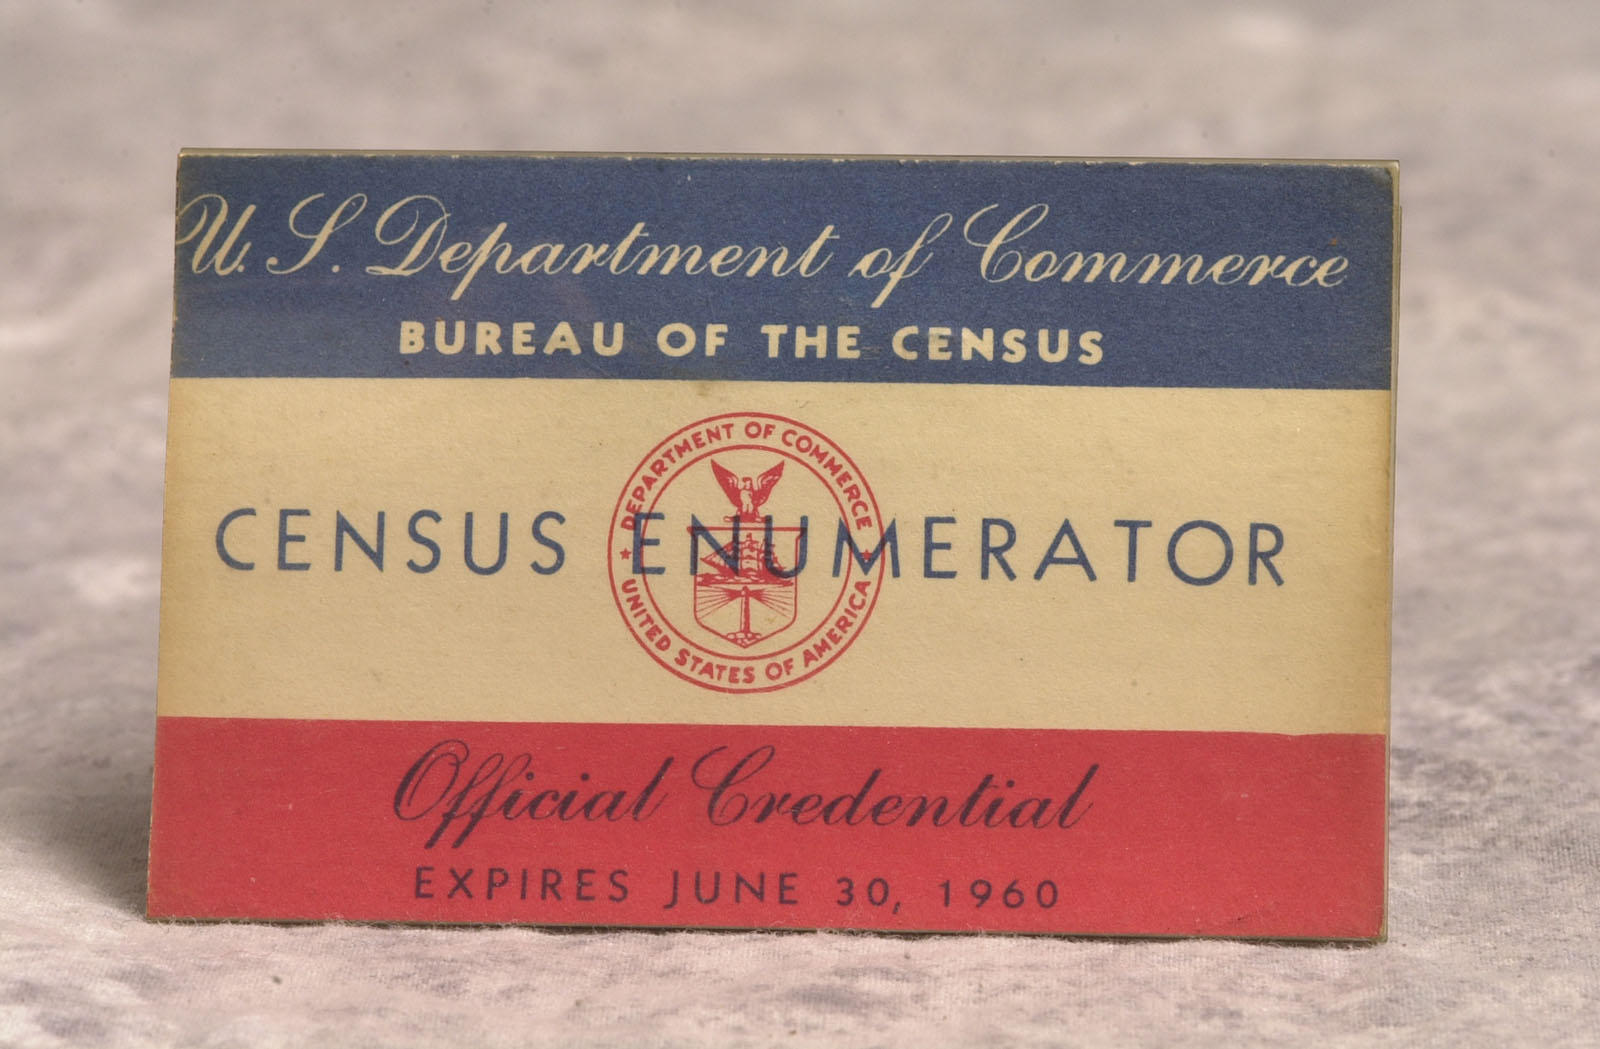 U. S. Department of Commerce
BUREAU OF THE CENSUS
DEPARTMENT OF COMMERCE
CENSUS ENUMERATOR
UNITED STATES OF AMERICA
Official Credential
EXPIRES JUNE 30, 1960